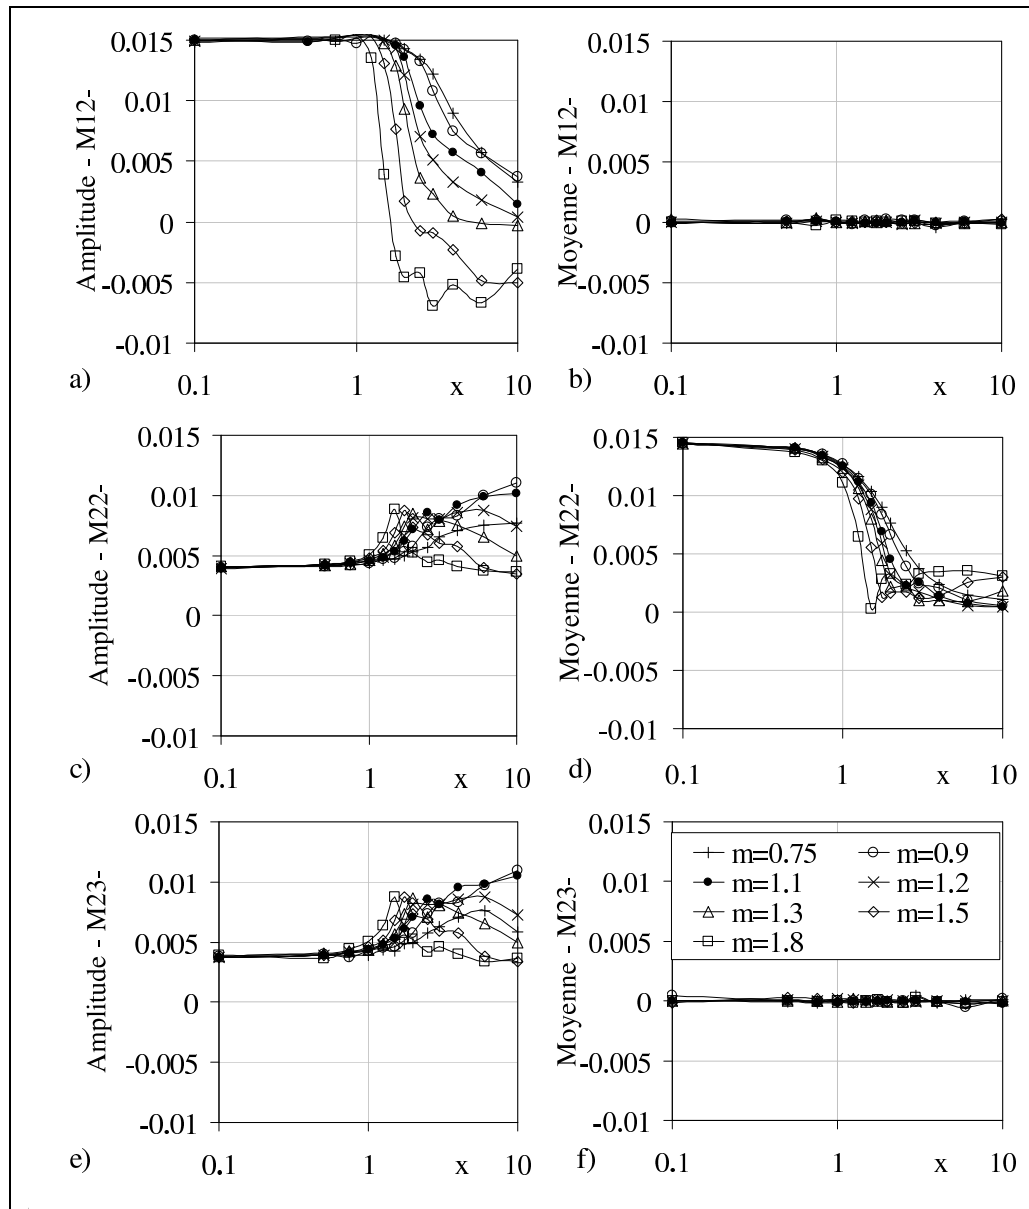 0.015
0.01
0.005
0
-0.005
-0.01
Amplitude - M12-
a)
0.1
1
x
10
0.015
0.01
0.005
0
-0.005
-0.01
Moyenne - M12-
b)
0.1
1
x
10
0.015
0.01
0.005
0
-0.005
-0.01
Amplitude - M22-
c)
0.1
1
x
10
0.015
0.01
0.005
0
-0.005
-0.01
Moyenne - M22-
d)
0.1
1
x
10
0.015
0.01
0.005
0
-0.005
-0.01
Amplitude - M23-
e)
0.1
1
x
10
0.015
0.01
0.005
0
-0.005
-0.01
Moyenne - M23-
m=0.75
m=0.9
m=1.1
m=1.2
m=1.3
m=1.5
m=1.8
f)
0.1
1
x
10